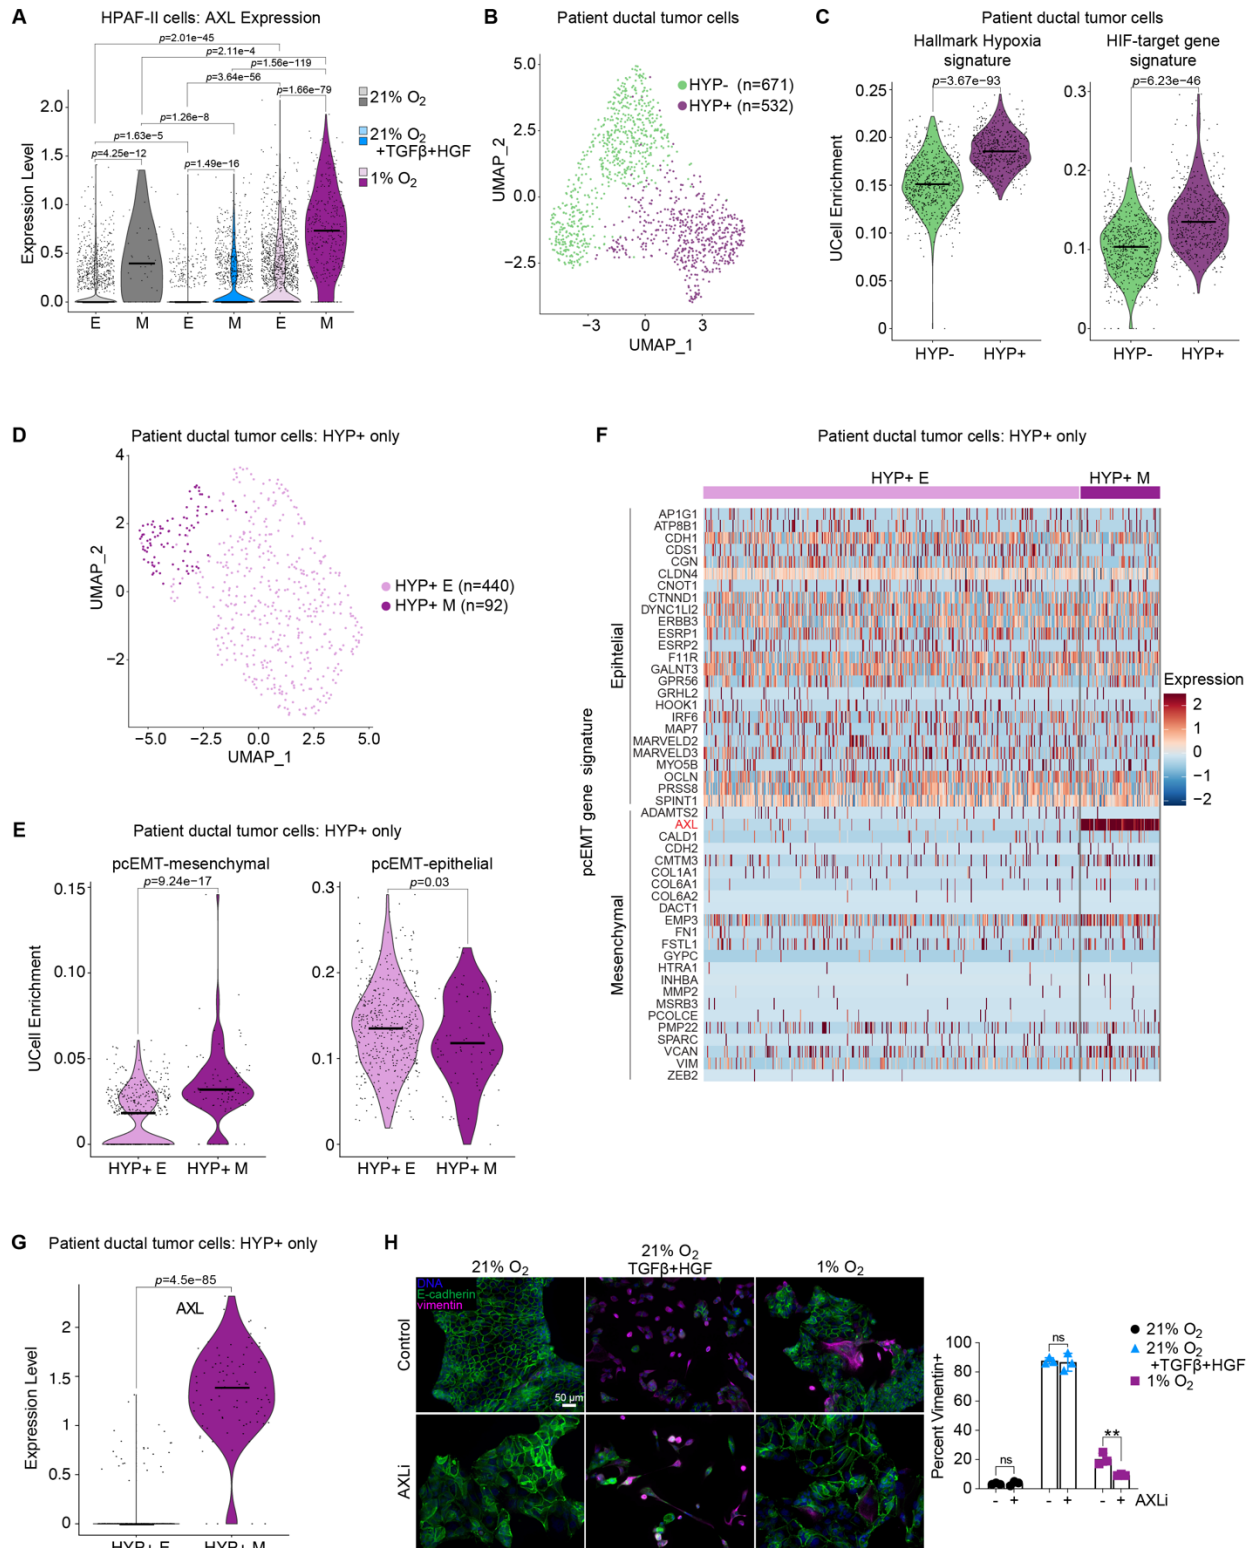 A
HPAF-II cells: AXL Expression
p=2.01e−45
p=2.11e−4
p=1.56e−119
p=3.64e−56
p=1.66e−79
p=1.26e−8
p=1.63e−5
p=4.25e−12
p=1.49e−16
Expression Level
2.0
1.5
1.0
0.5
0.0
E M E M E M
21% O2
21% O2
+TGFβ+HGF
1% O2
B
Patient ductal tumor cells
HYP- (n=671)
HYP+ (n=532)
UMAP_2
5.0
2.5
0.0
−2.5
−3 0 3
UMAP_1
C
Patient ductal tumor cells
Hallmark Hypoxia
signature
p=3.67e−93
UCell Enrichment
0.25
0.20
0.15
0.10
0.05
0
HYP- HYP+
HIF-target gene
signature
p=6.23e−46
0.3
0.2
0.1
0
HYP- HYP+
D
Patient ductal tumor cells: HYP+ only
UMAP_2
4
2
0
−2
−5.0 −2.5 0.0 2.5 5.0
UMAP_1
HYP+ E (n=440)
HYP+ M (n=92)
E
Patient ductal tumor cells: HYP+ only
pcEMT-mesenchymal
p=9.24e−17
UCell Enrichment
0.15
0.10
0.05
0
HYP+ E HYP+ M
pcEMT-epithelial
p=0.03
0.3
0.2
0.1
0
HYP+ E HYP+ M
F
Patient ductal tumor cells: HYP+ only
HYP+ E HYP+ M
pcEMT gene signature
Epihtelial
AP1G1
ATP8B1
CDH1
CDS1
CGN
CLDN4
CNOT1
CTNND1
DYNC1LI2
ERBB3
ESRP1
ESRP2
F11R
GALNT3
GPR56
GRHL2
HOOK1
IRF6
MAP7
MARVELD2
MARVELD3
MYO5B
OCLN
PRSS8
SPINT1
Mesenchymal
ADAMTS2
AXL
CALD1
CDH2
CMTM3
COL1A1
COL6A1
COL6A2
DACT1
EMP3
FN1
FSTL1
GYPC
HTRA1
INHBA
MMP2
MSRB3
PCOLCE
PMP22
SPARC
VCAN
VIM
ZEB2
Expression
2
1
0
−1
−2
G
Patient ductal tumor cells: HYP+ only
p=4.5e−85
AXL
Expression Level
2
1.5
1
0.5
0
HYP+ E HYP+ M
H
21% O2
21% O2
TGFβ+HGF
1% O2
DNA
E-cadherin
vimentin
50 µm
Control
AXLi
Percent Vimentin+
100
80
60
40
20
0
ns
ns
**
- + - + - + AXLi
21% O2
21% O2
+TGFβ+HGF
1% O2